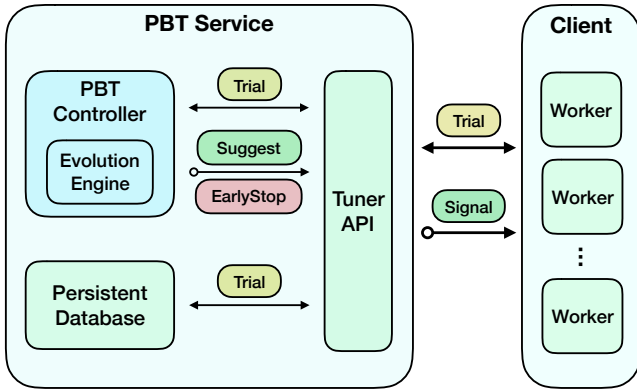 PBT Service
PBT
Controller
Evolution
Engine
Trial
Suggest
EarlyStop
Tuner
API
Persistent
Database
Trial
Trial
Signal
Client
Worker
Worker
⋮
Worker